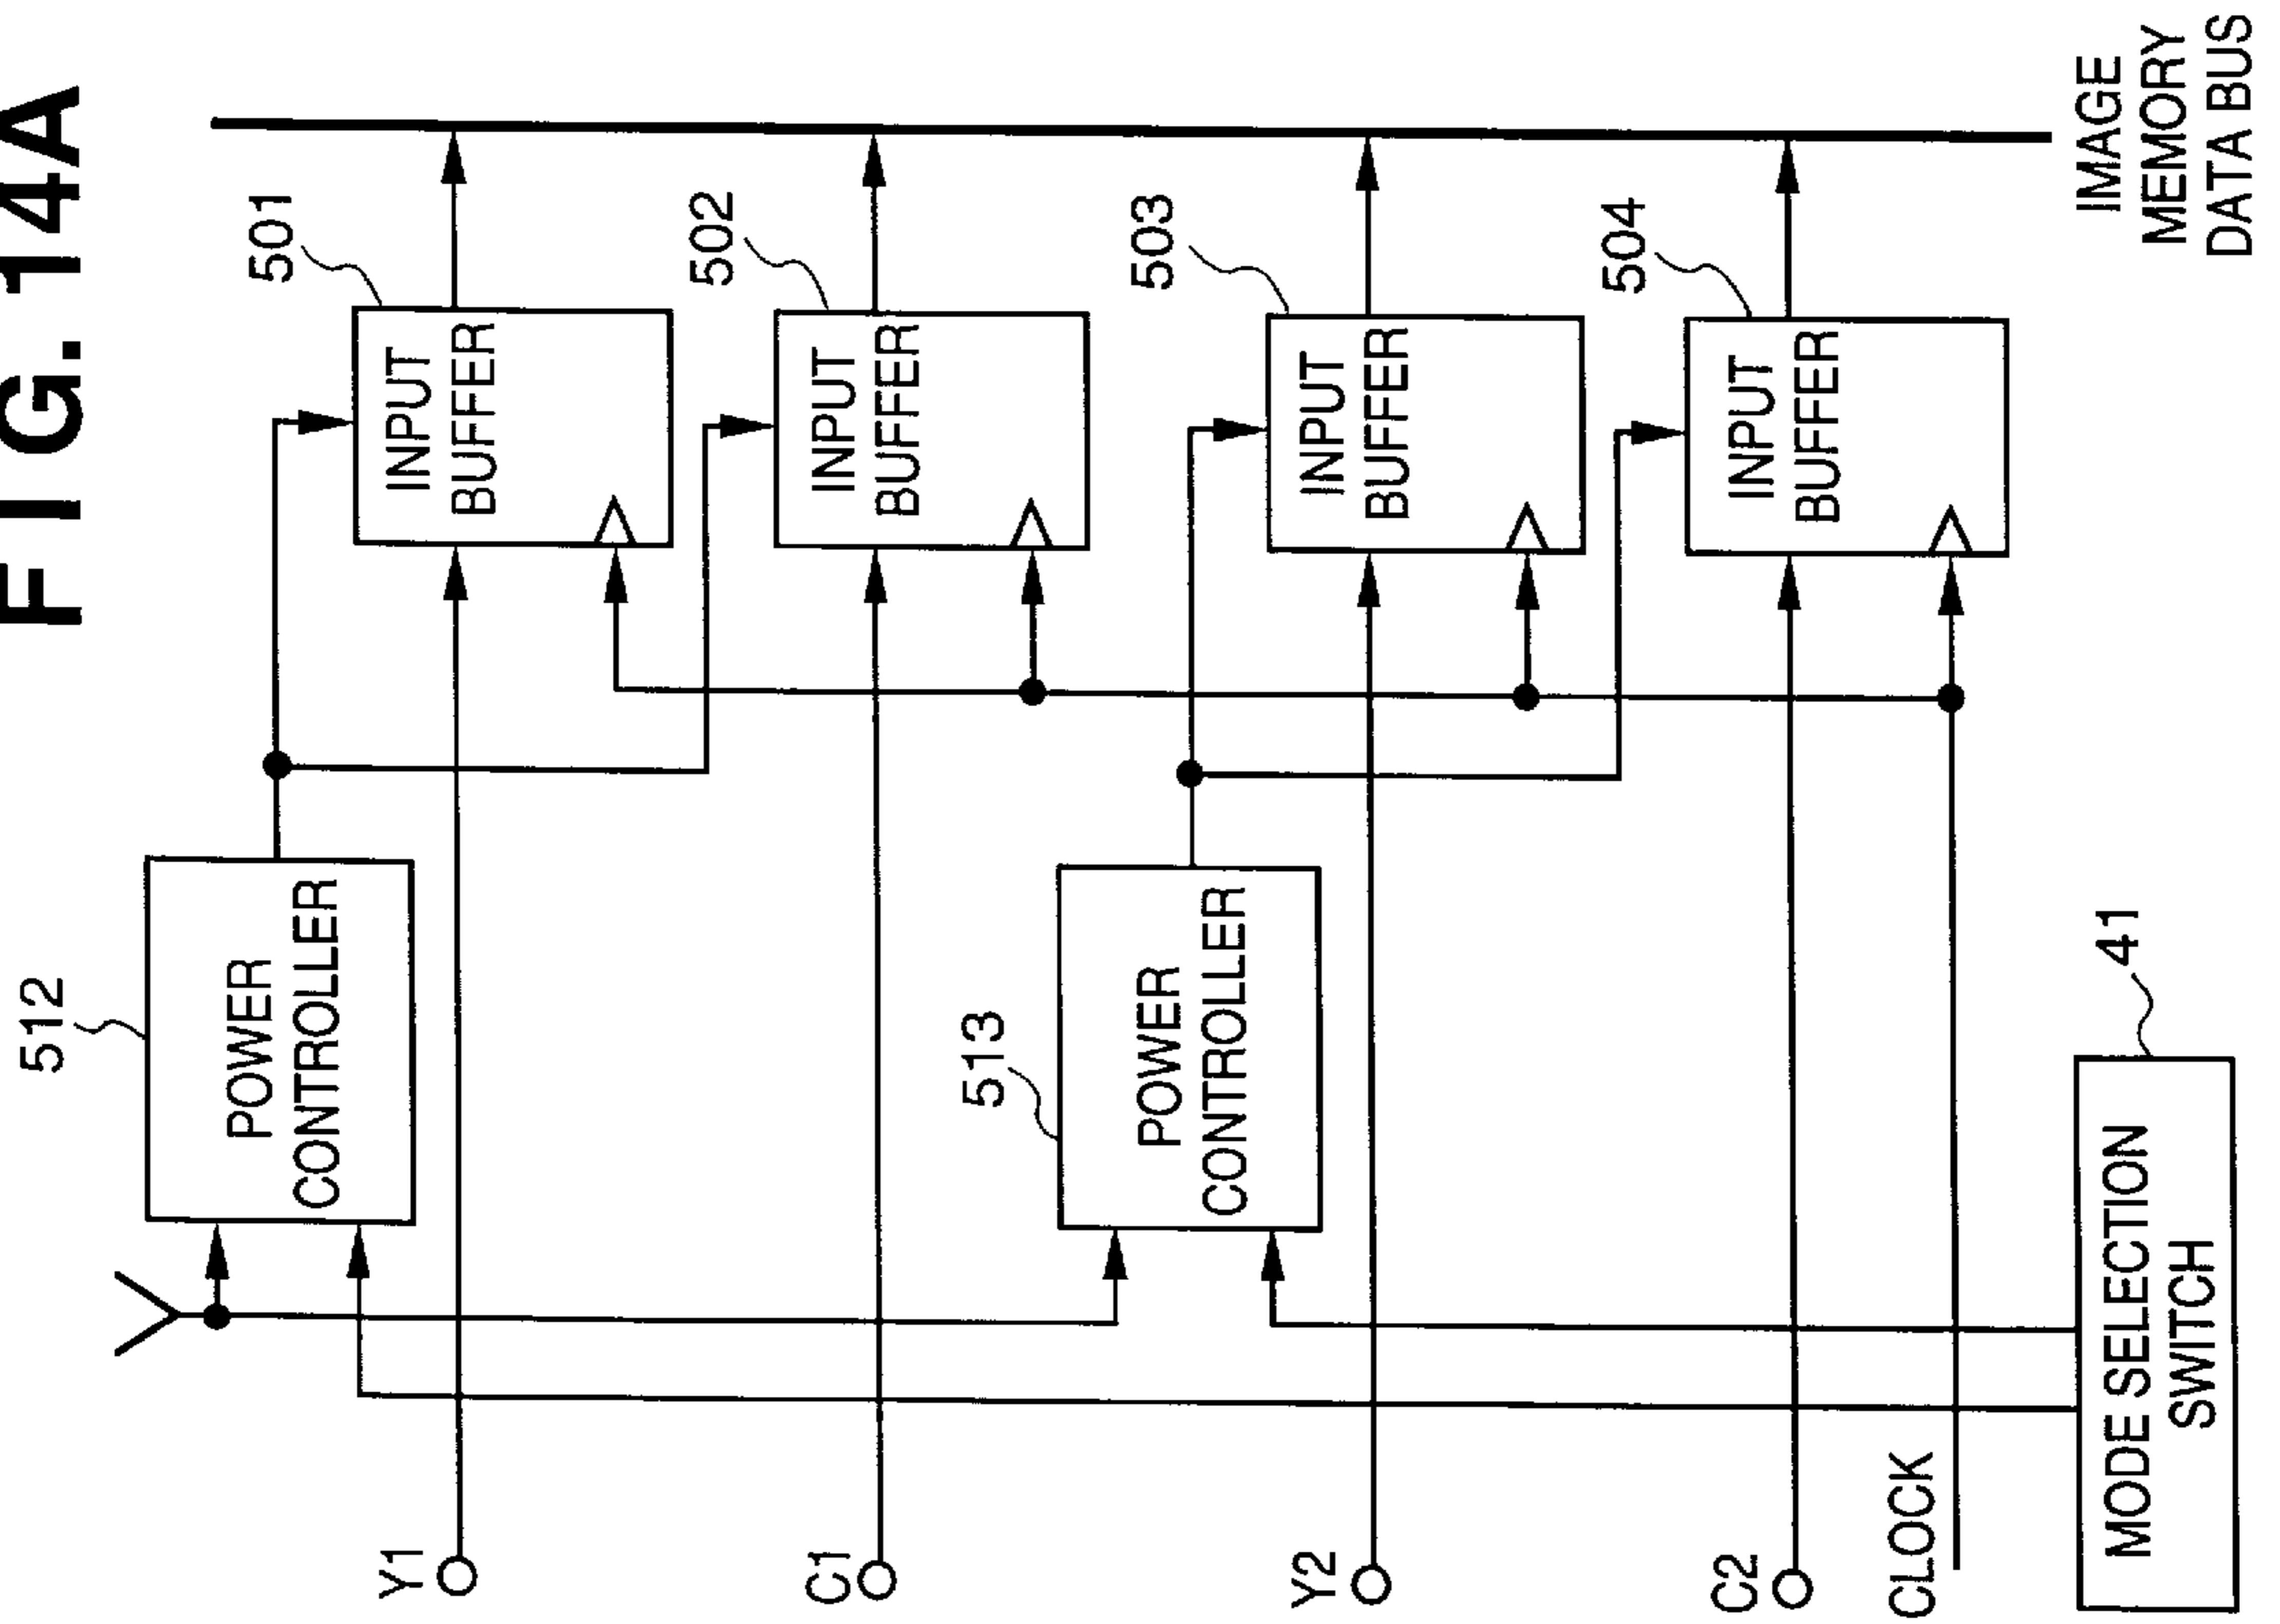 FIG. 14A
512
POWER
CONTROLLER
501
INPUT
BUFFER
502
INPUT
BUFFER
513
POWER
CONTROLLER
503
INPUT
BUFFER
504
INPUT
BUFFER
Y1
C1
Y2
C2
CLOCK
41
MODE SELECTION
SWITCH
IMAGE
MEMORY
DATA BUS